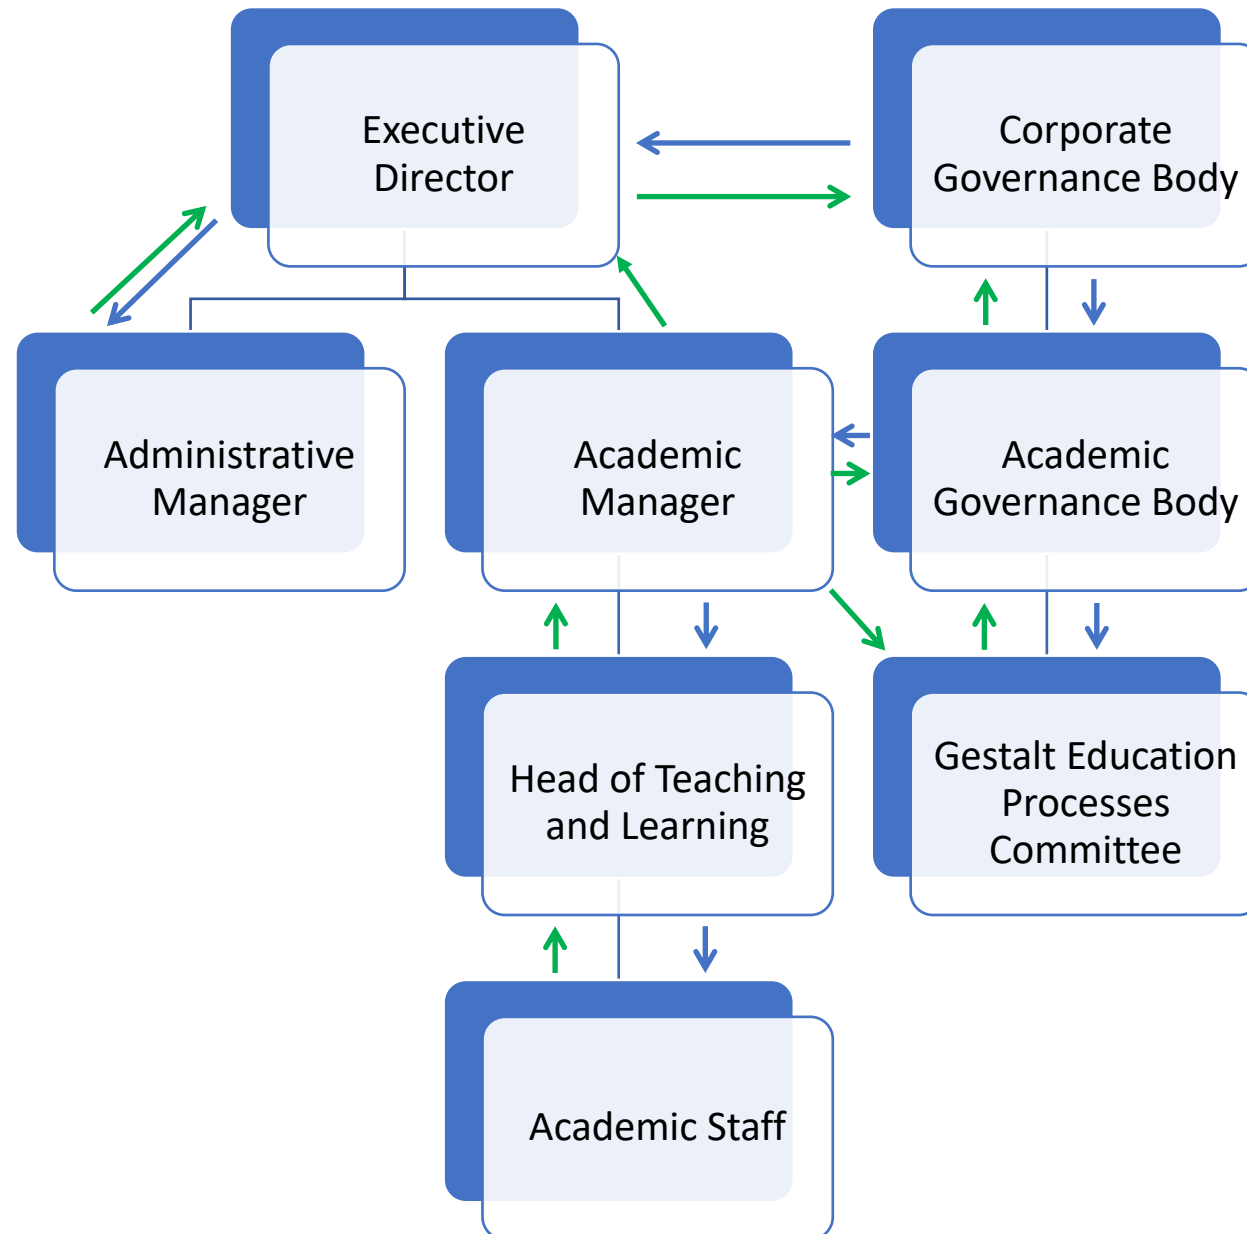 Executive
Director
Corporate
Governance Body
Administrative
Manager
Academic
Manager
Academic
Governance Body
Head of Teaching
and Learning
Gestalt Education
Processes
Committee
Academic Staff